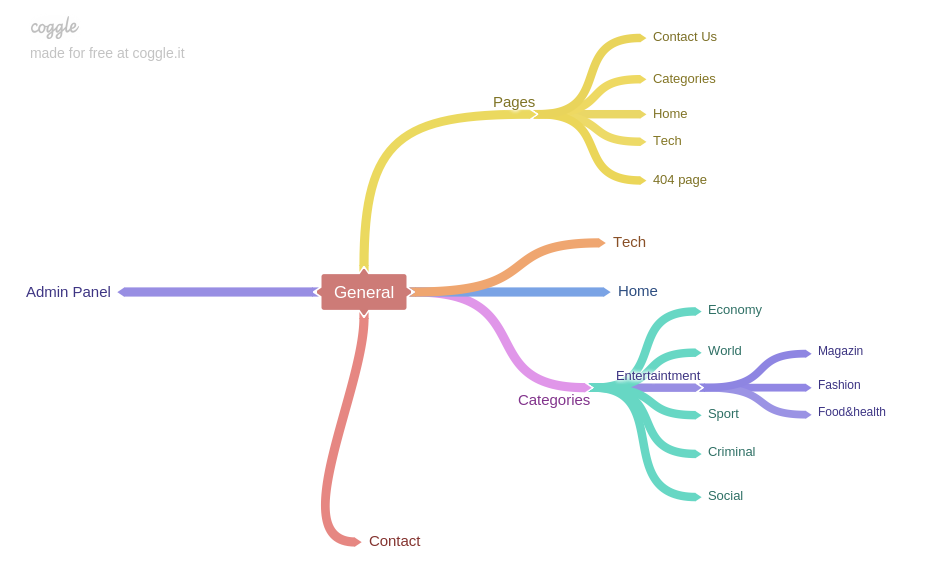 coggle
made for free at coggle.it
Contact Us
Categories
Pages
Home
Tech
404 page
Tech
Admin Panel
General
Home
Economy
World
Entertaintment
Magazin
Fashion
Categories
Sport
Food&health
Criminal
Social
Contact